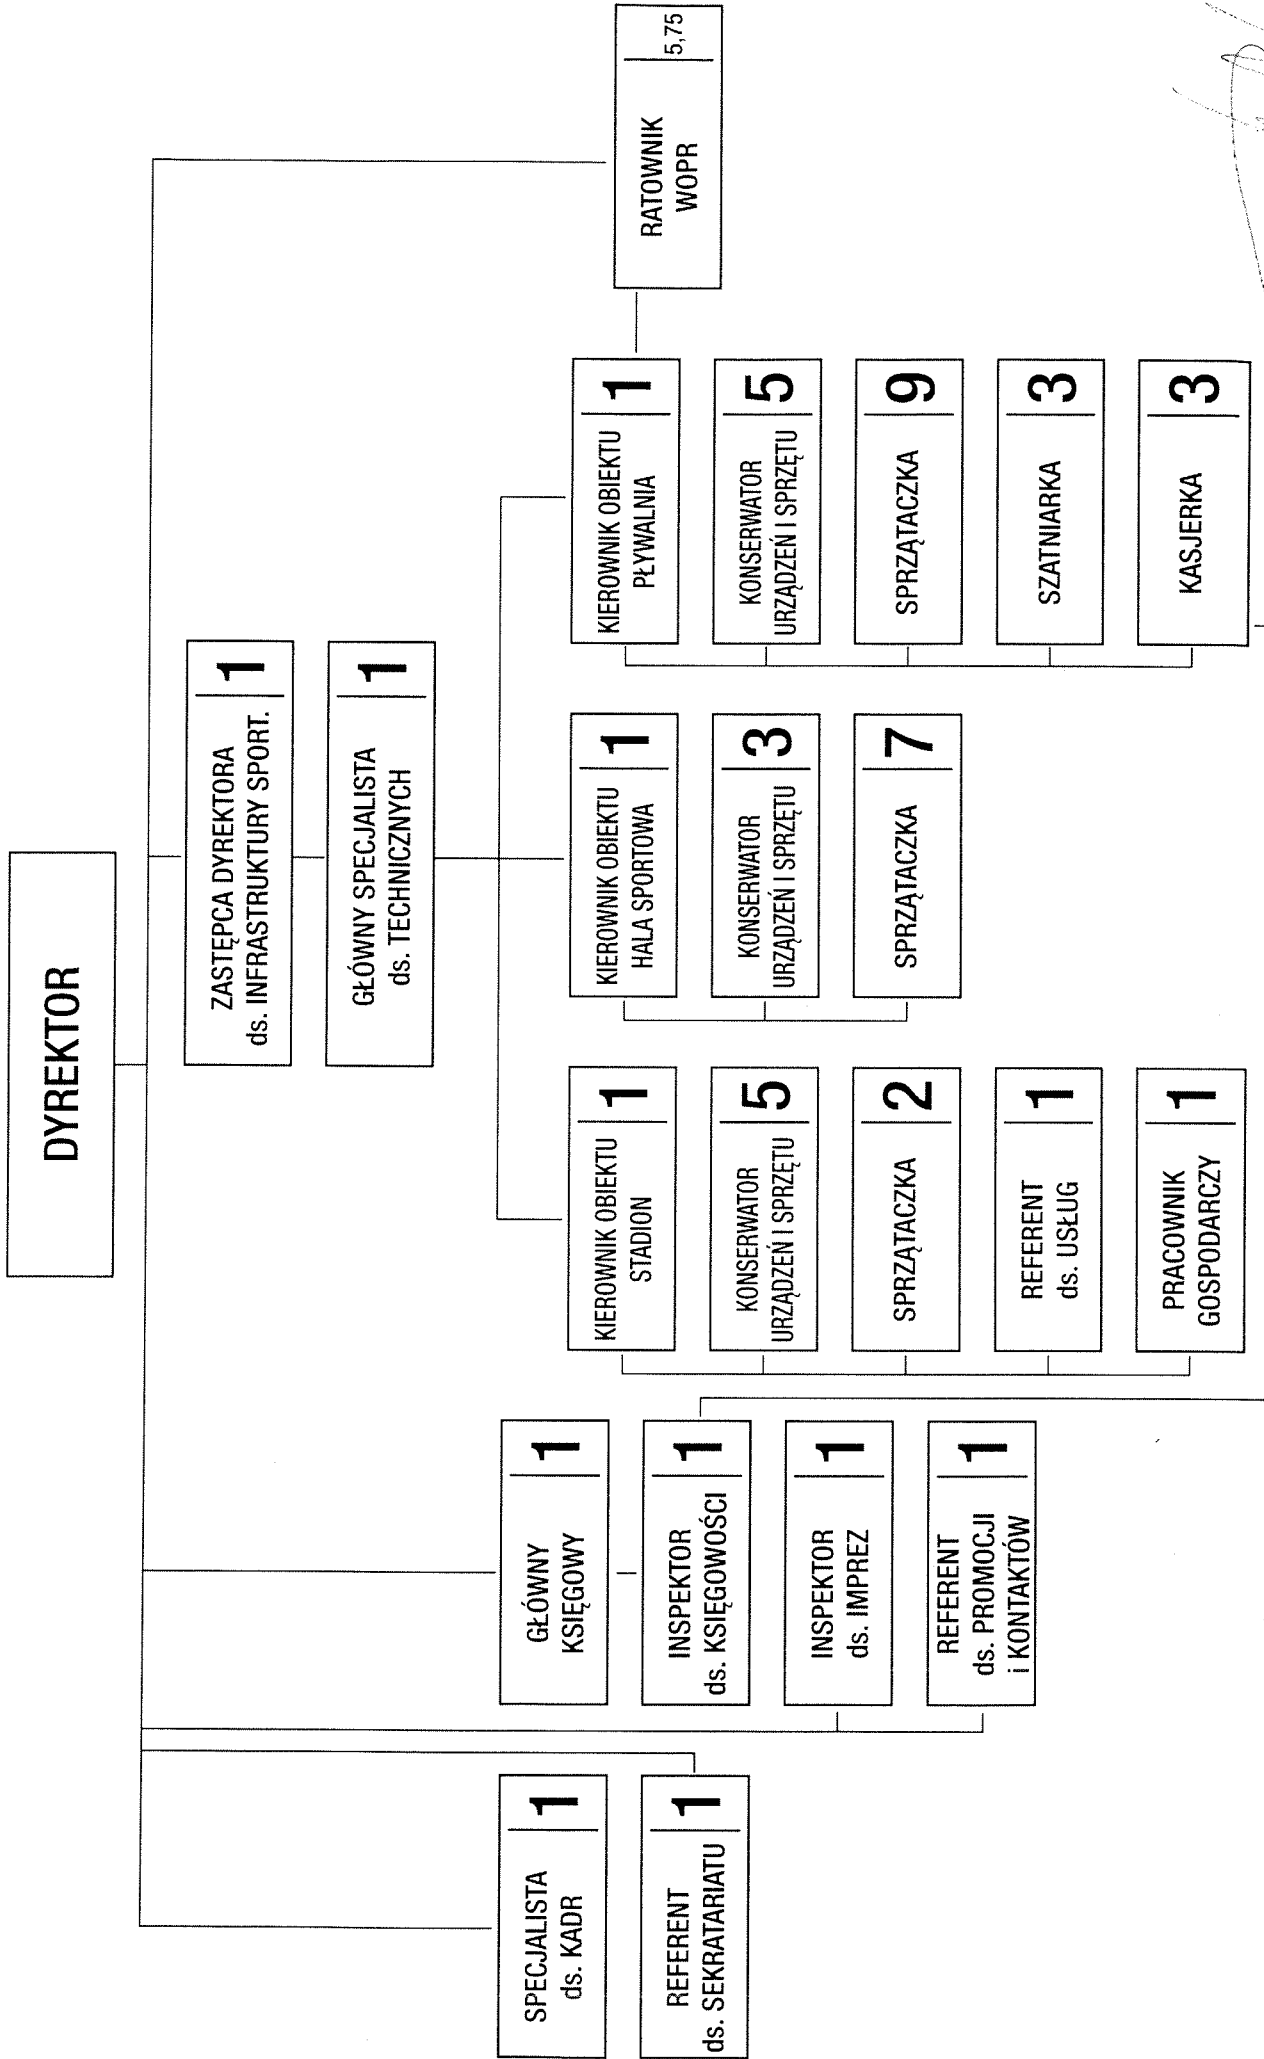 DYREKTOR
ZASTĘPCA DYREKTORA
ds. INFRASTRUKTURY SPORT.
1
GŁÓWNY SPECJALISTA
ds. TECHNICZNYCH
1
SPECJALISTA
ds. KADR
1
REFERENT
ds. SEKRATARIATU
1
GŁÓWNY
KSIĘGOWY
1
INSPEKTOR
ds. KSIĘGOWOŚCI
1
INSPEKTOR
ds. IMPREZ
1
REFERENT
ds. PROMOCJI
i KONTAKTÓW
1
KIEROWNIK OBIEKTU
STADION
1
KONSERWATOR
URZĄDZEŃ I SPRZĘTU
5
SPRZĄTACZKA
2
REFERENT
ds. USŁUG
1
PRACOWNIK
GOSPODARCZY
1
KIEROWNIK OBIEKTU
HALA SPORTOWA
1
KONSERWATOR
URZĄDZEŃ I SPRZĘTU
3
SPRZĄTACZKA
7
KIEROWNIK OBIEKTU
PŁYWALNIA
1
KONSERWATOR
URZĄDZEŃ I SPRZĘTU
5
SPRZĄTACZKA
9
SZATNIARKA
3
KASJERKA
3
RATOWNIK
WOPR
5,75